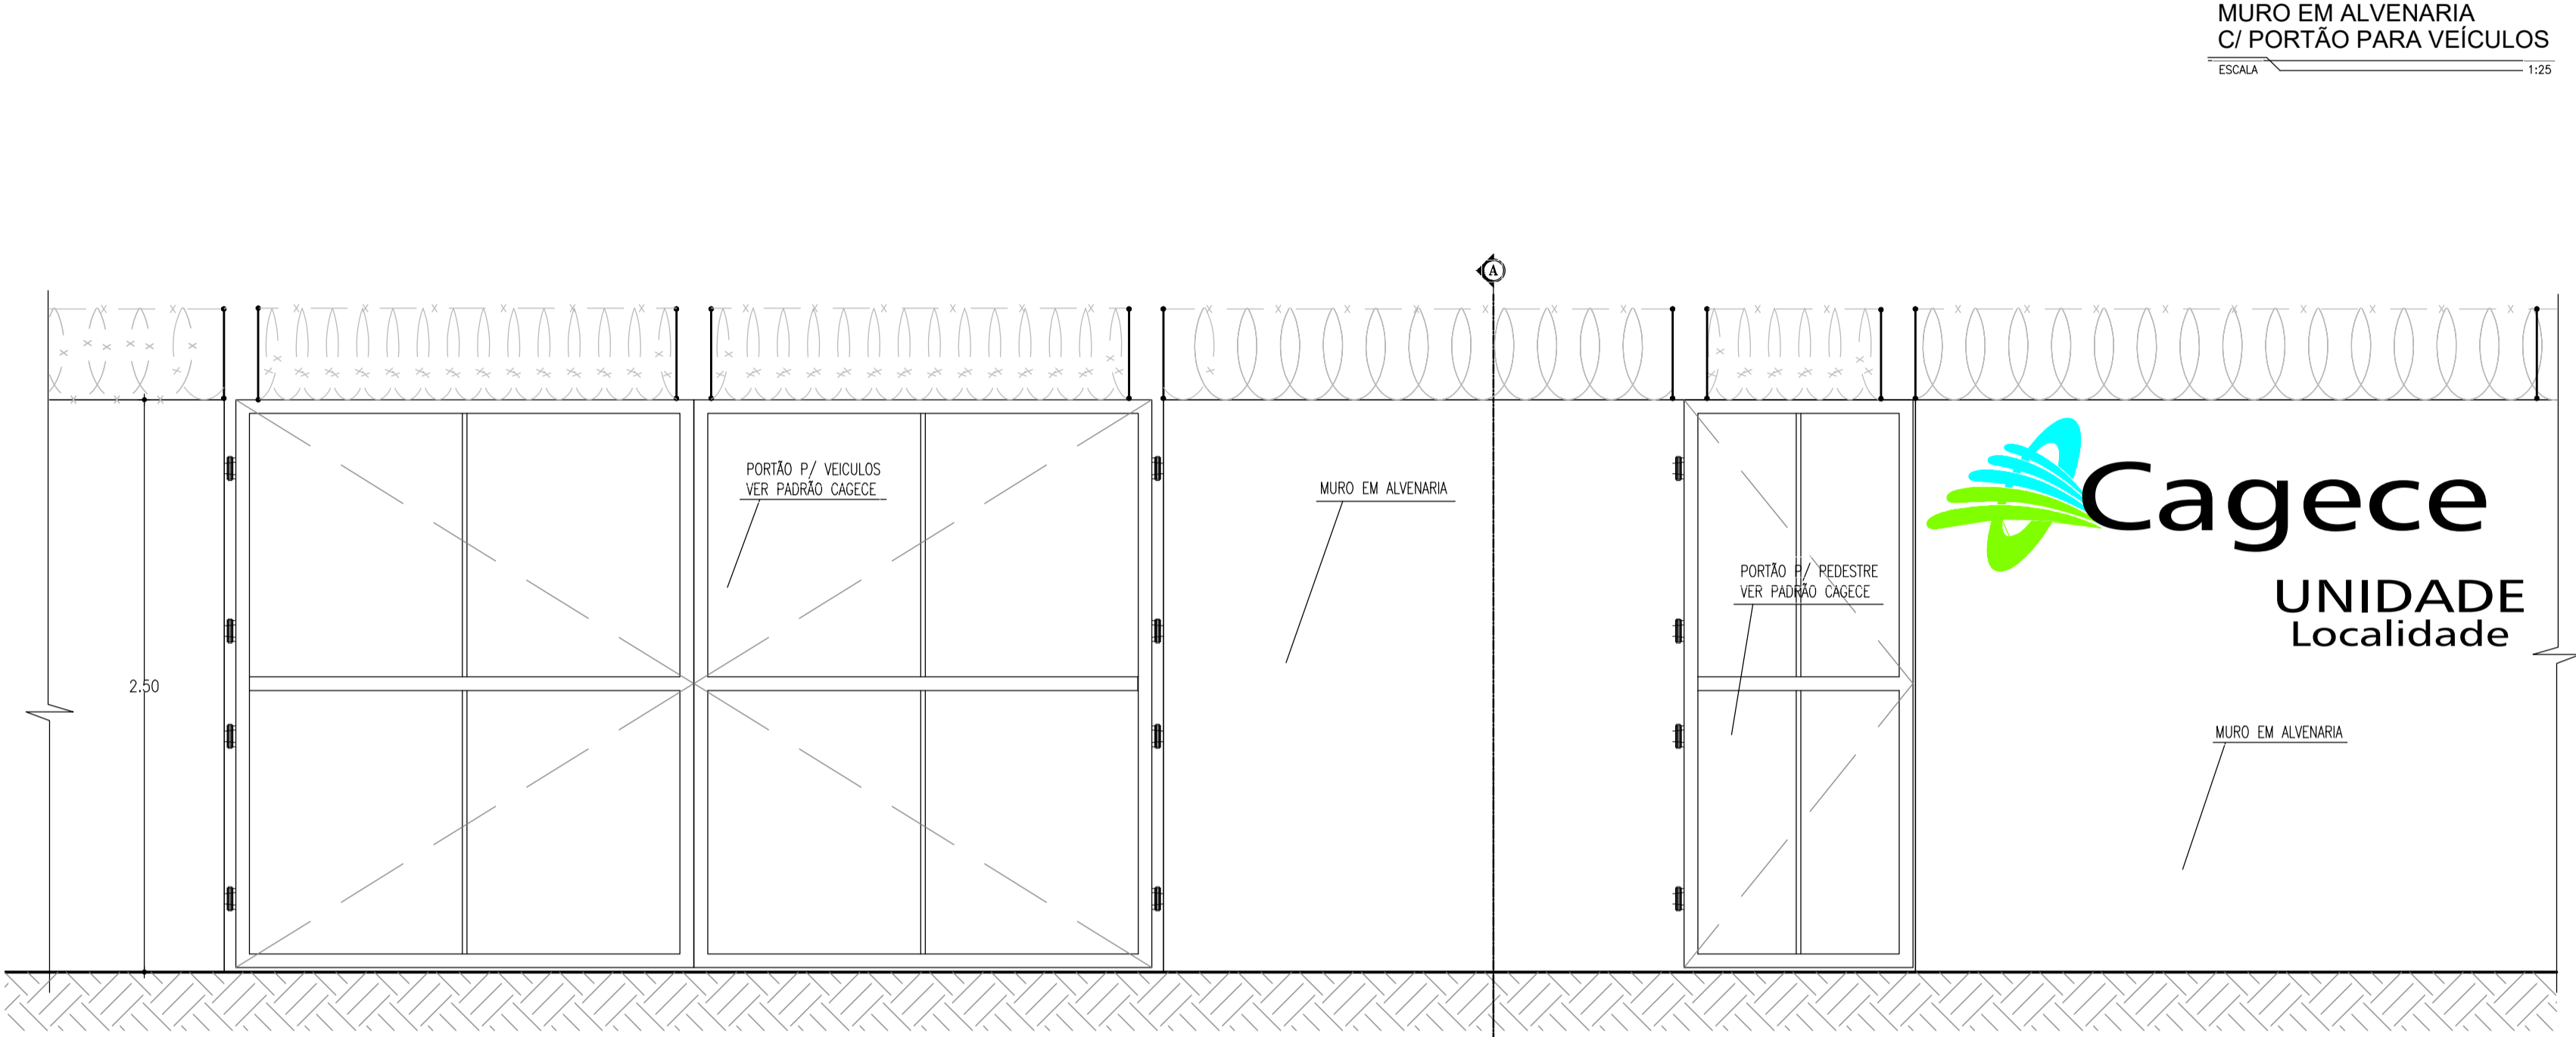 MURO EM ALVENARIA
C/ PORTÃO PARA VEÍCULOS
ESCALA 1:25
A
PORTÃO P/ VEICULOS
VER PADRÃO CAGECE
MURO EM ALVENARIA
Cagece
PORTÃO P/ PEDESTRE
VER PADRÃO CAGECE
UNIDADE
Localidade
2.50
MURO EM ALVENARIA